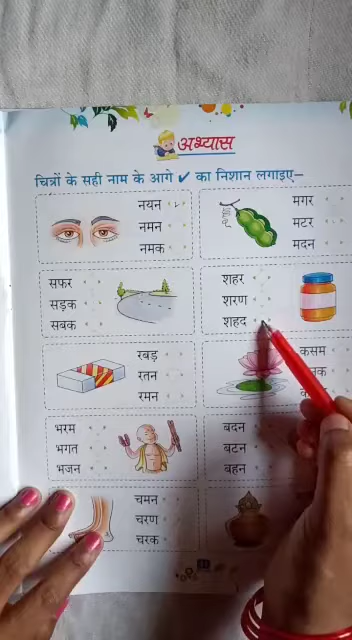 अभ्यास
चित्रों के सही नाम के आगे ✓ का निशान लगाइए–
नयन
नमन
नमक
मगर
मटर
मदन
सफर
सड़क
सबक
शहर
शरण
शहद
रबड़
रतन
रमन
कसम
भरम
भगत
भजन
बदन
बटन
बहन
चमन
चरण
चरक